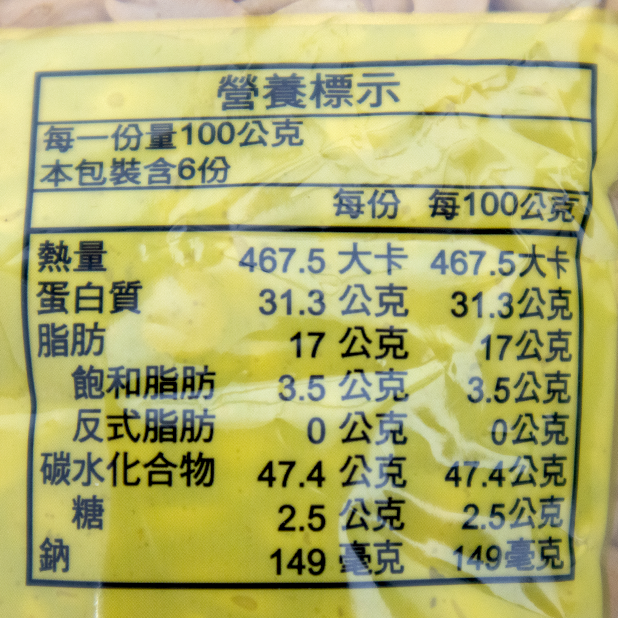 營養標示
每一份量100公克
本包裝含6份
每份 每100公克
熱量 467.5 大卡 467.5大卡
蛋白質 31.3 公克 31.3公克
脂肪 17 公克 17公克
飽和脂肪 3.5 公克 3.5公克
反式脂肪 0 公克 0公克
碳水化合物 47.4 公克 47.4公克
糖 2.5 公克 2.5公克
鈉 149 毫克 149毫克